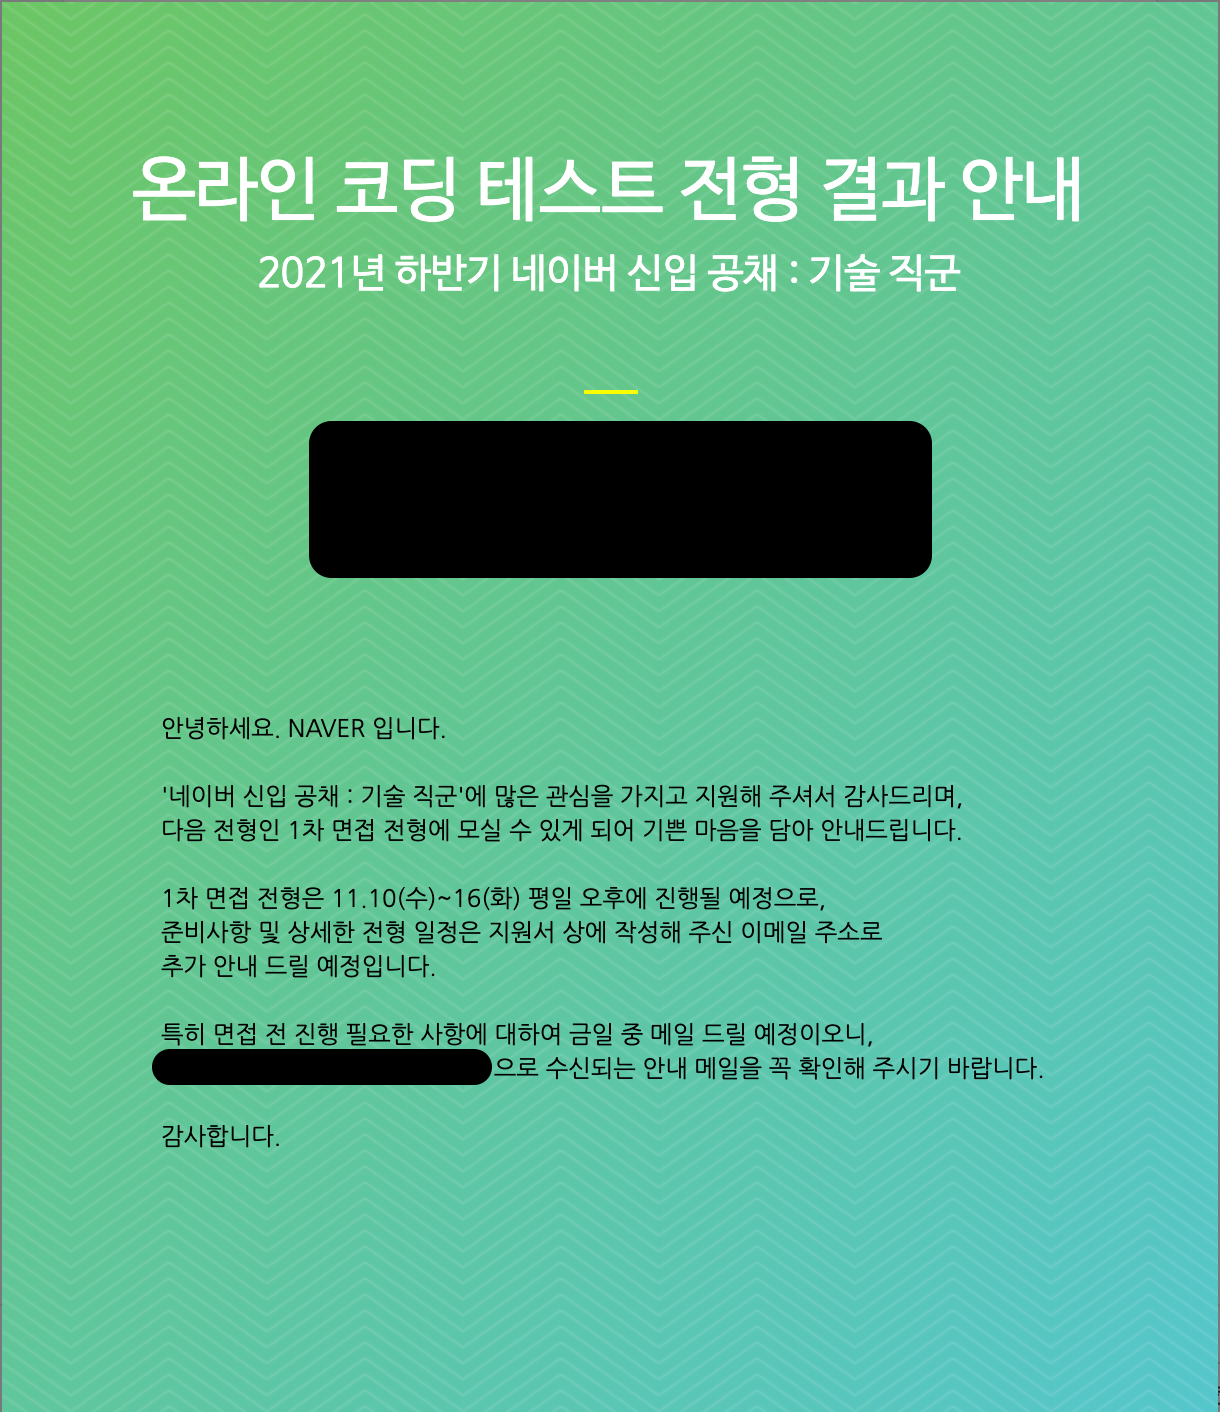 온라인 코딩 테스트 전형 결과 안내
2021년 하반기 네이버 신입 공채 : 기술 직군
안녕하세요. NAVER 입니다.
'네이버 신입 공채 : 기술 직군'에 많은 관심을 가지고 지원해 주셔서 감사드리며,
다음 전형인 1차 면접 전형에 모실 수 있게 되어 기쁜 마음을 담아 안내드립니다.
1차 면접 전형은 11.10(수)~16(화) 평일 오후에 진행될 예정으로,
준비사항 및 상세한 전형 일정은 지원서 상에 작성해 주신 이메일 주소로
추가 안내 드릴 예정입니다.
특히 면접 전 진행 필요한 사항에 대하여 금일 중 메일 드릴 예정이오니,
으로 수신되는 안내 메일을 꼭 확인해 주시기 바랍니다.
감사합니다.